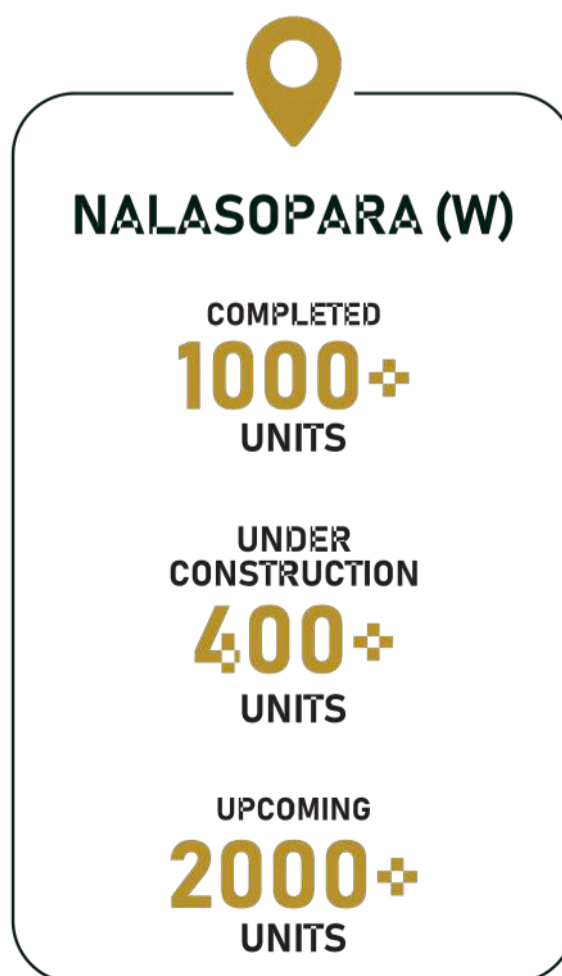 NALASOPARA (W)
COMPLETED
1000+
UNITS
UNDER
CONSTRUCTION
400+
UNITS
UPCOMING
2000+
UNITS